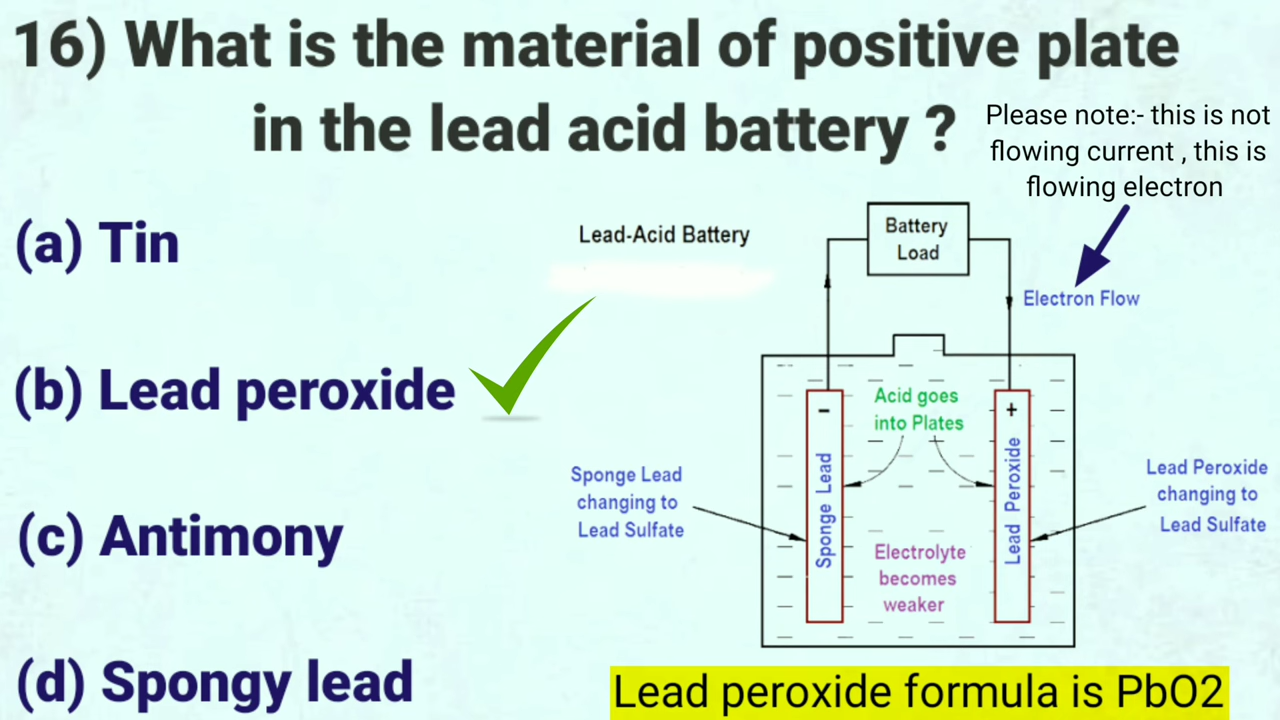 16) What is the material of positive plate
in the lead acid battery ?
Please note:- this is not
flowing current , this is
flowing electron
(a) Tin
(b) Lead peroxide
(c) Antimony
(d) Spongy lead
Lead-Acid Battery
Battery
Load
Electron Flow
Acid goes
into Plates
−
+
Sponge Lead
Lead Peroxide
Sponge Lead
changing to
Lead Sulfate
Lead Peroxide
changing to
Lead Sulfate
Electrolyte
becomes
weaker
Lead peroxide formula is PbO2